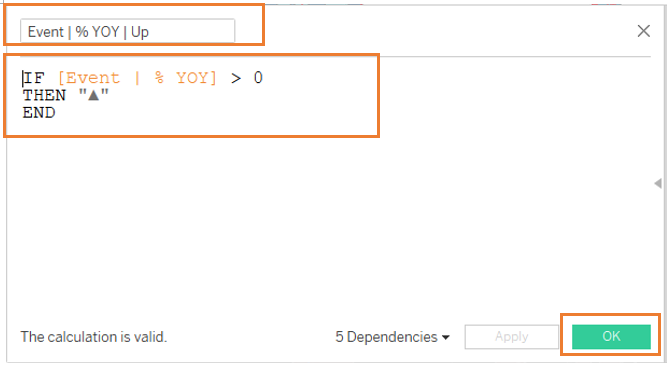 Event | % YOY | Up
IF [Event | % YOY] > 0
THEN "▲"
END
The calculation is valid.
5 Dependencies
Apply
OK